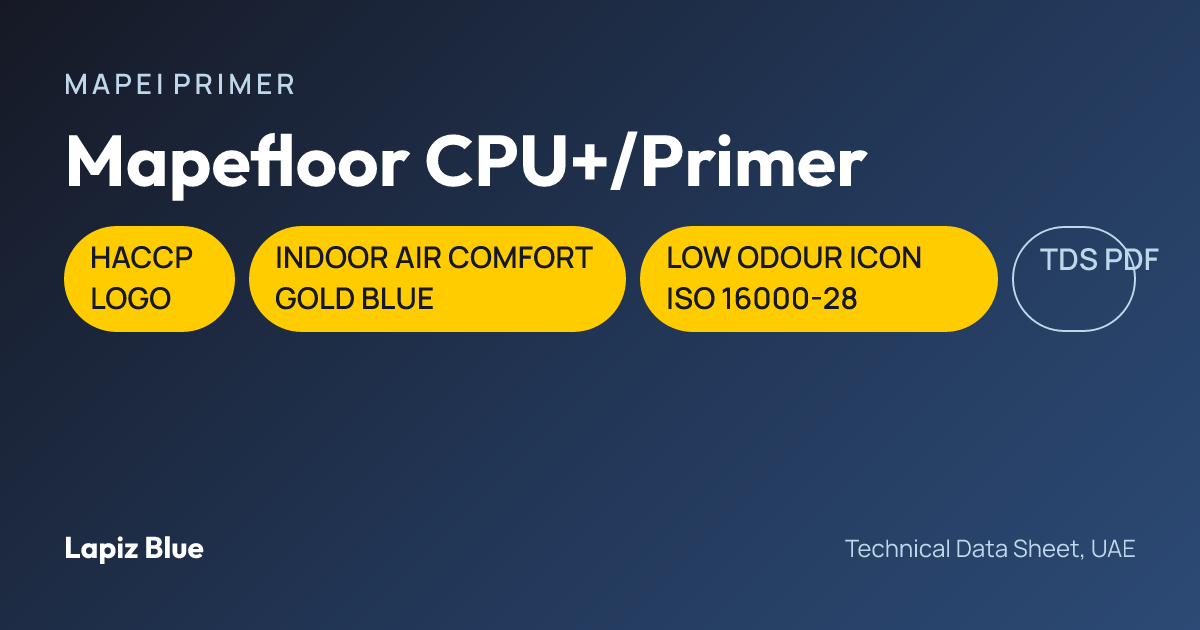 MAPEI PRIMER
Mapefloor CPU+/Primer
HACCP
LOGO
INDOOR AIR COMFORT
GOLD BLUE
LOW ODOUR ICON
ISO 16000-28
TDS PDF
Lapiz Blue
Technical Data Sheet, UAE